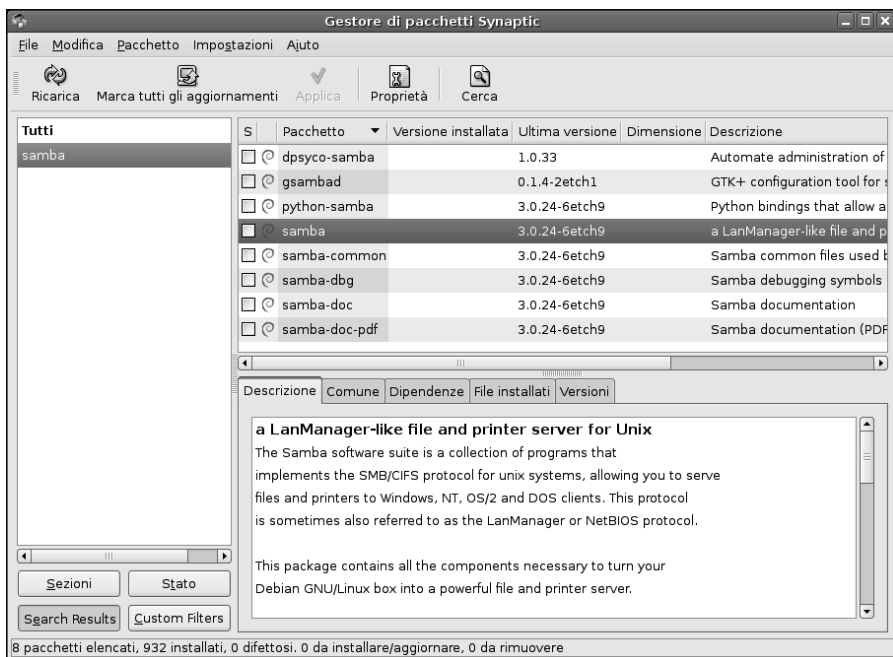 Gestore di pacchetti Synaptic
File Modifica Pacchetto Impostazioni Aiuto
Ricarica Marca tutti gli aggiornamenti Applica Proprietà Cerca
Tutti
samba
S Pacchetto Versione installata Ultima versione Dimensione Descrizione
dpsyco-samba 1.0.33 Automate administration of
gsambad 0.1.4-2etch1 GTK+ configuration tool for
python-samba 3.0.24-6etch9 Python bindings that allow a
samba 3.0.24-6etch9 a LanManager-like file and p
samba-common 3.0.24-6etch9 Samba common files used
samba-dbg 3.0.24-6etch9 Samba debugging symbols
samba-doc 3.0.24-6etch9 Samba documentation
samba-doc-pdf 3.0.24-6etch9 Samba documentation (PDF
Descrizione Comune Dipendenze File installati Versioni
a LanManager-like file and printer server for Unix
The Samba software suite is a collection of programs that
implements the SMB/CIFS protocol for unix systems, allowing you to serve
files and printers to Windows, NT, OS/2 and DOS clients. This protocol
is sometimes also referred to as the LanManager or NetBIOS protocol.
This package contains all the components necessary to turn your
Debian GNU/Linux box into a powerful file and printer server.
Sezioni Stato
Search Results Custom Filters
8 pacchetti elencati, 932 installati, 0 difettosi. 0 da installare/aggiornare, 0 da rimuovere